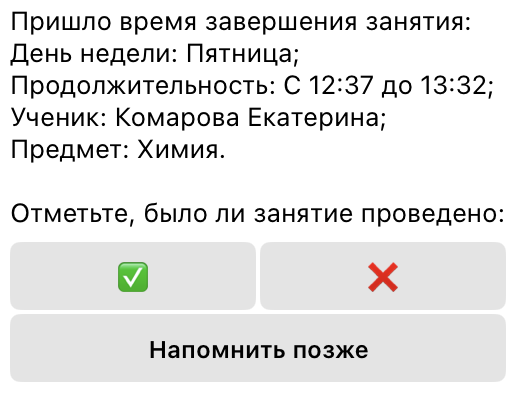 Пришло время завершения занятия:
День недели: Пятница;
Продолжительность: С 12:37 до 13:32;
Ученик: Комарова Екатерина;
Предмет: Химия.
Отметьте, было ли занятие проведено:
✅ ❌
Напомнить позже